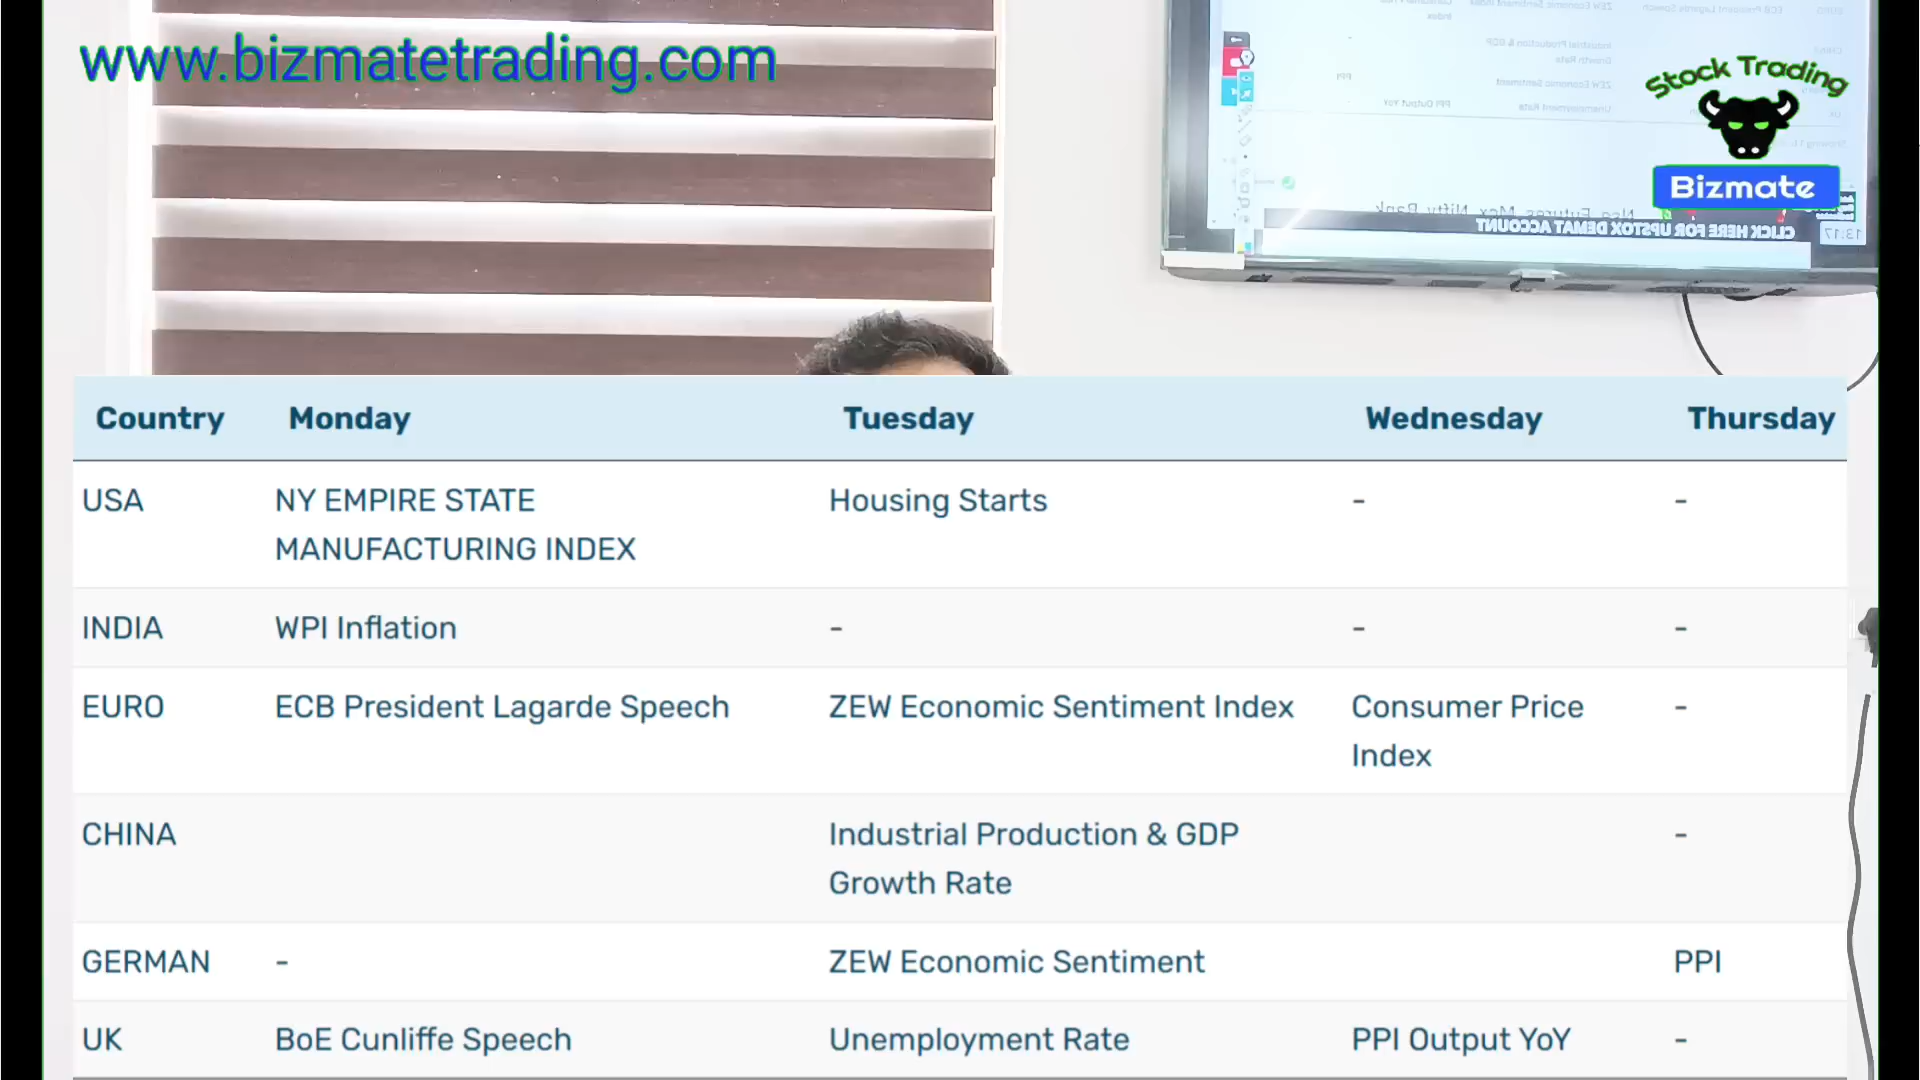 www.bizmatetrading.com
Stock Trading
Bizmate
CLICK HERE FOR UPSTOX DEMAT ACCOUNT
13:17
Country Monday Tuesday Wednesday Thursday
USA NY EMPIRE STATE Housing Starts - -
MANUFACTURING INDEX
INDIA WPI Inflation - - -
EURO ECB President Lagarde Speech ZEW Economic Sentiment Index Consumer Price -
Index
CHINA Industrial Production & GDP -
Growth Rate
GERMAN - ZEW Economic Sentiment PPI
UK BoE Cunliffe Speech Unemployment Rate PPI Output YoY -